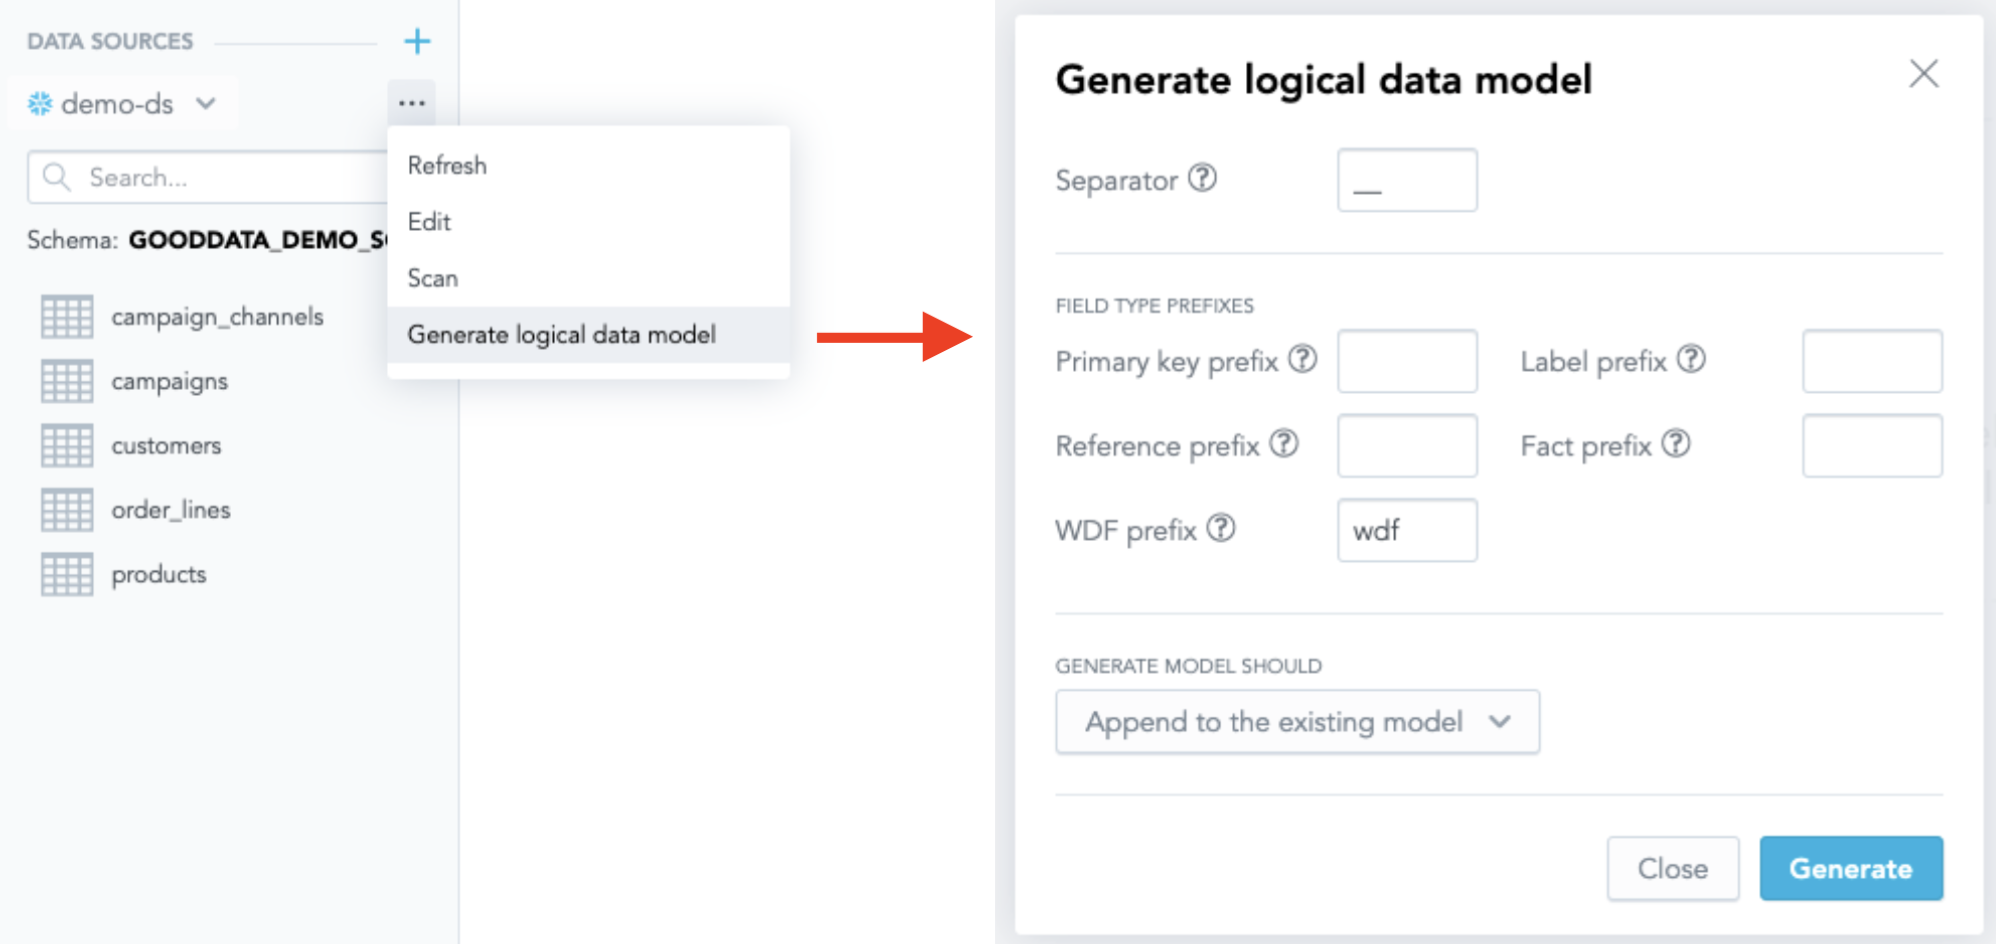 DATA SOURCES
demo-ds
Search...
Schema: GOODDATA_DEMO_S
campaign_channels
campaigns
customers
order_lines
products
Refresh
Edit
Scan
Generate logical data model
Generate logical data model
Separator ?
__
FIELD TYPE PREFIXES
Primary key prefix ? Label prefix ?
Reference prefix ? Fact prefix ?
WDF prefix ? wdf
GENERATE MODEL SHOULD
Append to the existing model
Close Generate